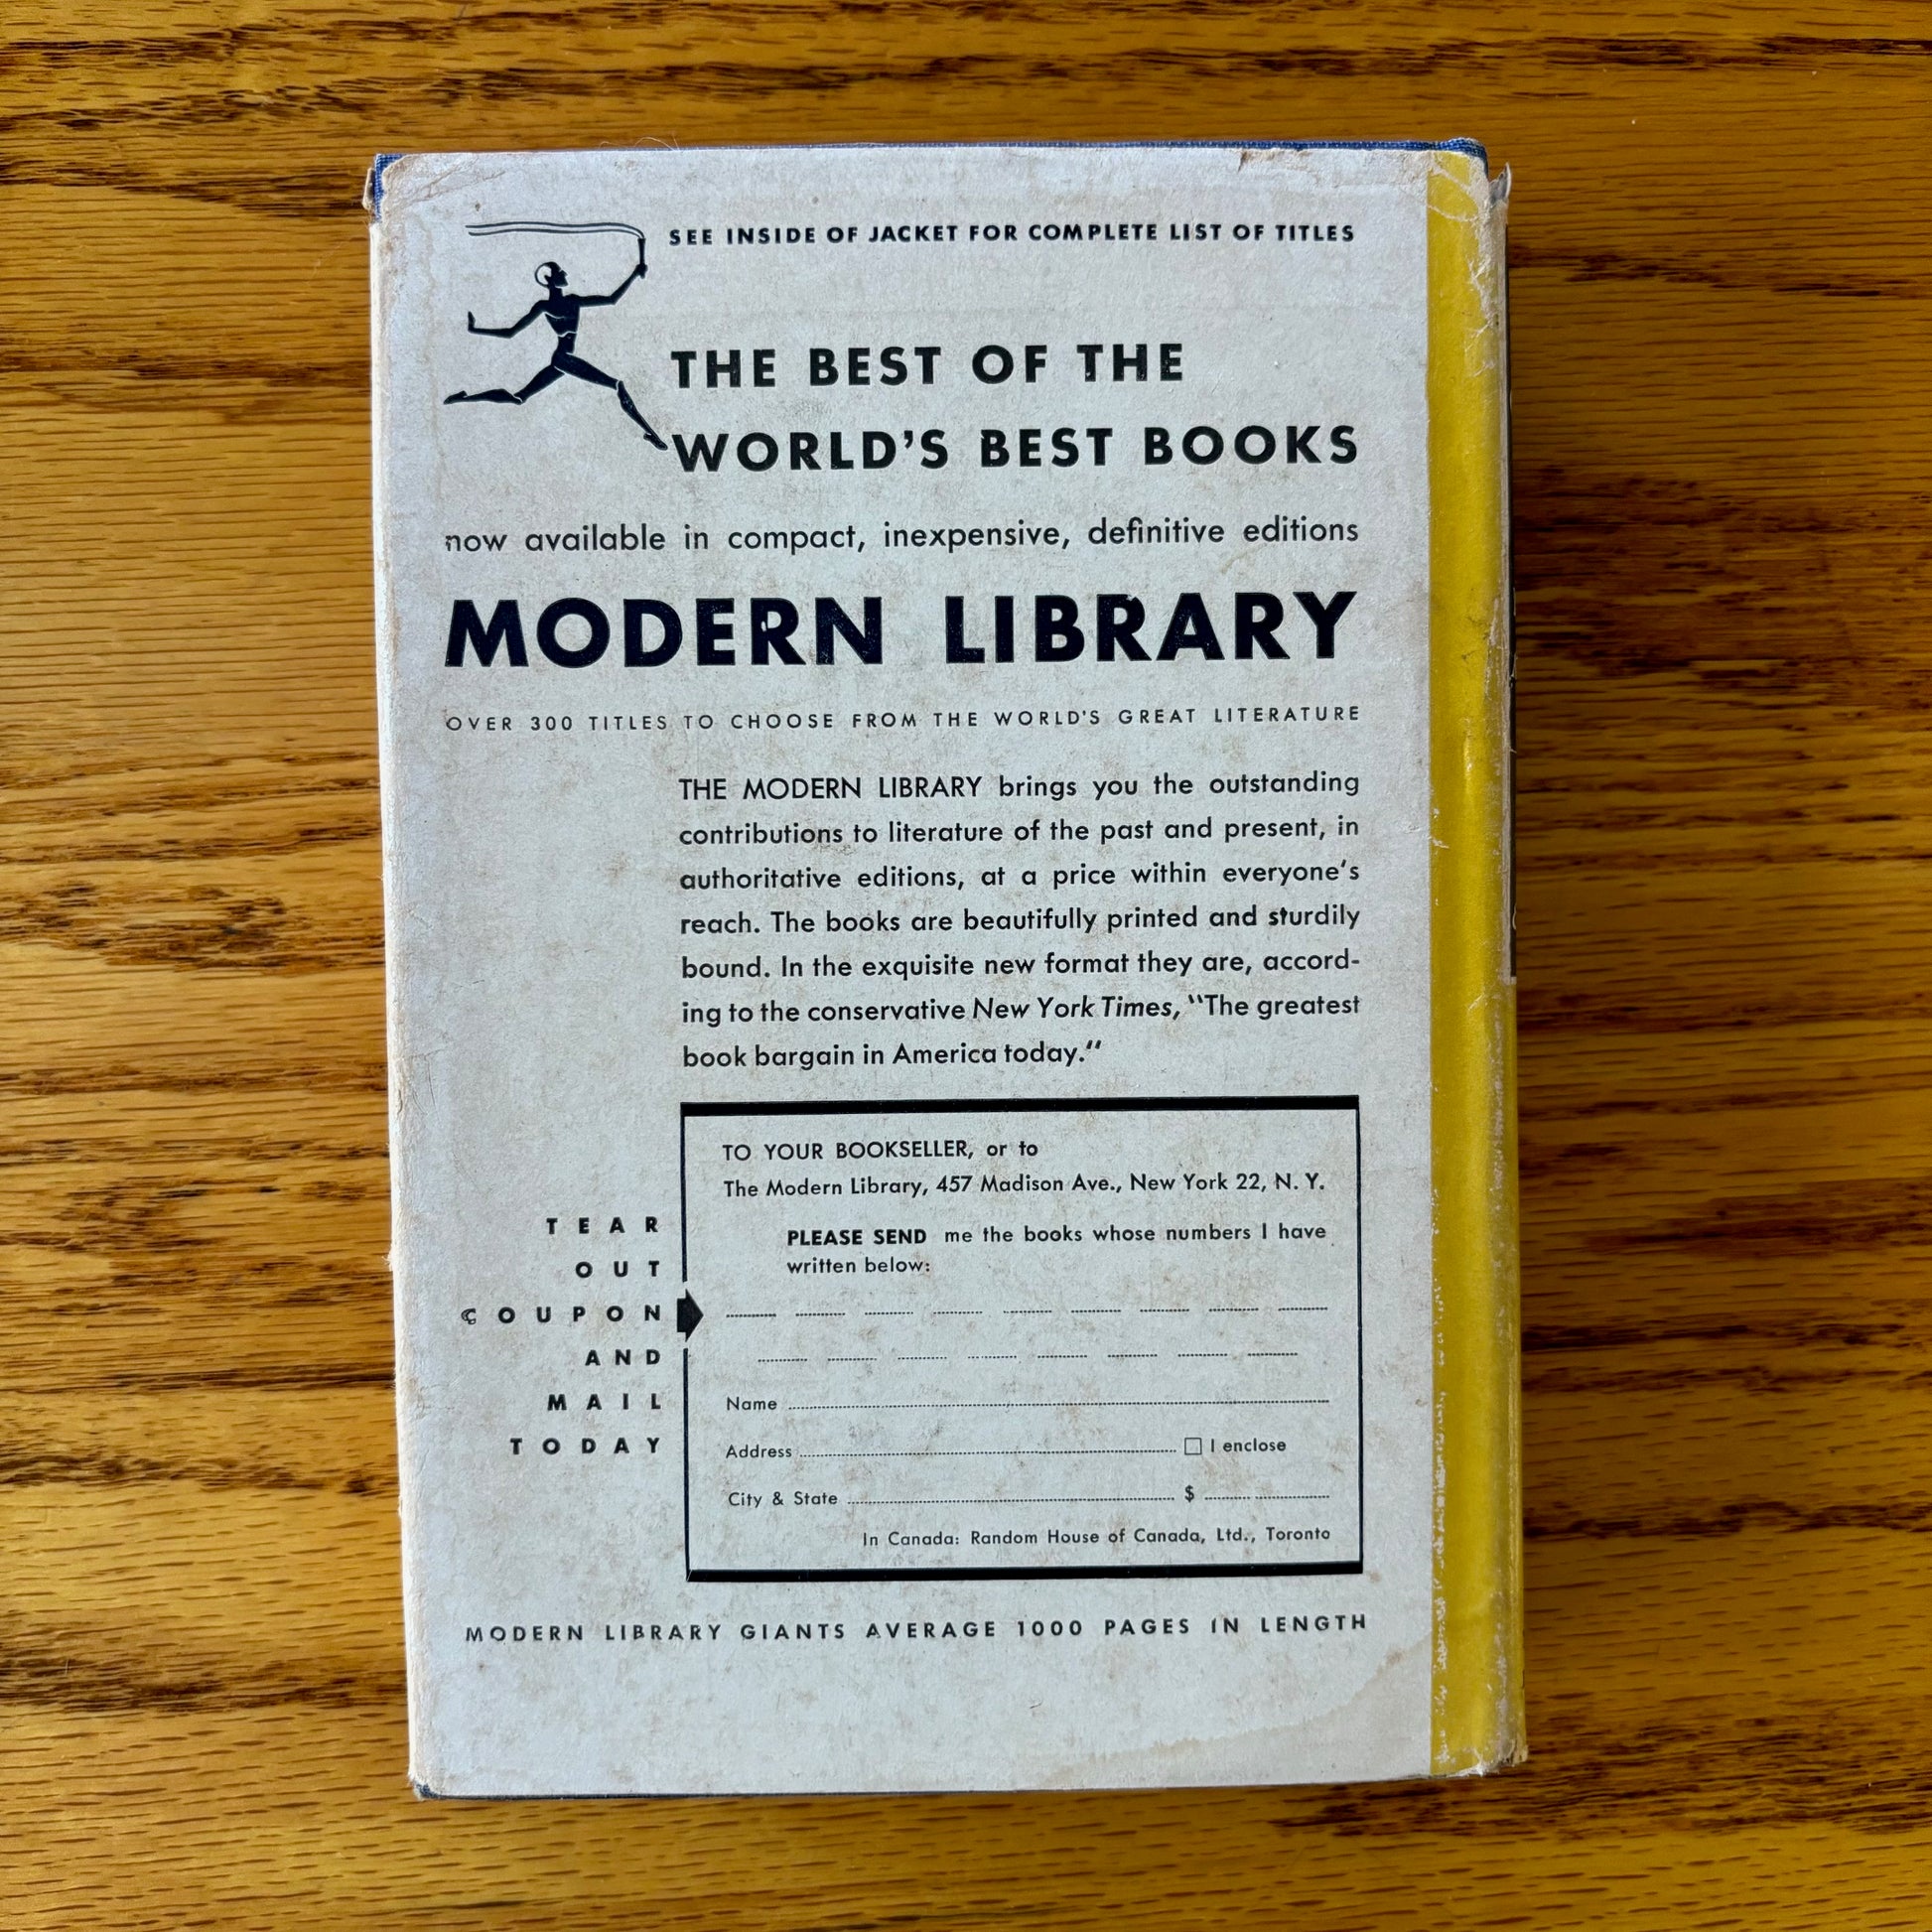 SEE INSIDE OF JACKET FOR COMPLETE LIST OF TITLES
THE BEST OF THE
WORLD'S BEST BOOKS
now available in compact, inexpensive, definitive editions
MODERN LIBRARY
OVER 300 TITLES TO CHOOSE FROM THE WORLD'S GREAT LITERATURE
THE MODERN LIBRARY brings you the outstanding
contributions to literature of the past and present, in
authoritative editions, at a price within everyone's
reach. The books are beautifully printed and sturdily
bound. In the exquisite new format they are, accord-
ing to the conservative New York Times, "The greatest
book bargain in America today."
TO YOUR BOOKSELLER, or to
The Modern Library, 457 Madison Ave., New York 22, N. Y.
PLEASE SEND me the books whose numbers I have
written below:
TEAR
OUT
COUPON
AND
MAIL
TODAY
Name
Address I enclose
City & State $
In Canada: Random House of Canada, Ltd., Toronto
MODERN LIBRARY GIANTS AVERAGE 1000 PAGES IN LENGTH